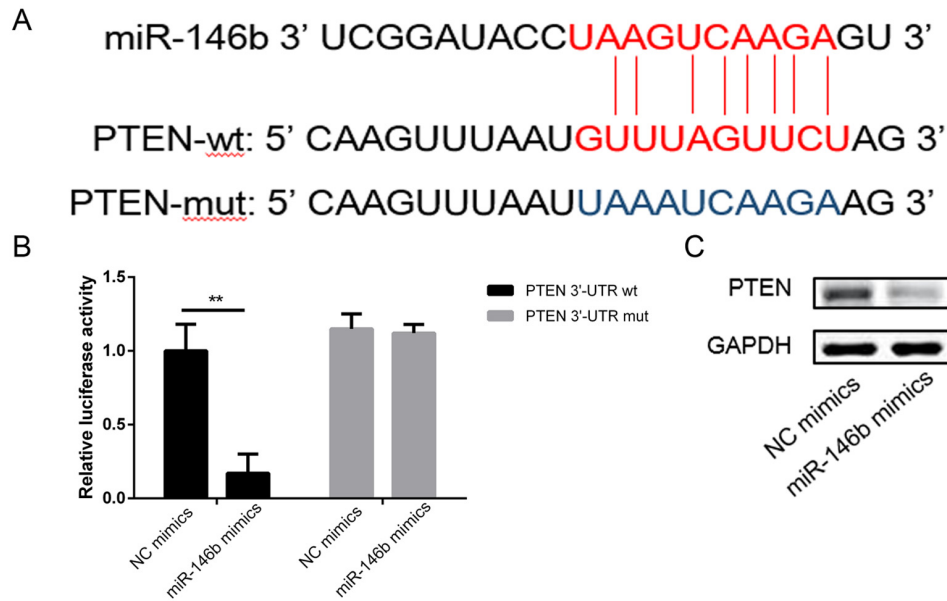 A
miR-146b 3’ UCGGAUACCUAAGUCAAGAGU 3’
PTEN-wt: 5’ CAAGUUUAAUGUUUAGUUCUAG 3’
PTEN-mut: 5’ CAAGUUUAAUUAAAUCAAGAAG 3’
B
Relative luciferase activity
1.5
1.0
0.5
0.0
**
NC mimics
miR-146b mimics
NC mimics
miR-146b mimics
PTEN 3'-UTR wt
PTEN 3'-UTR mut
C
PTEN
GAPDH
NC mimics
miR-146b mimics